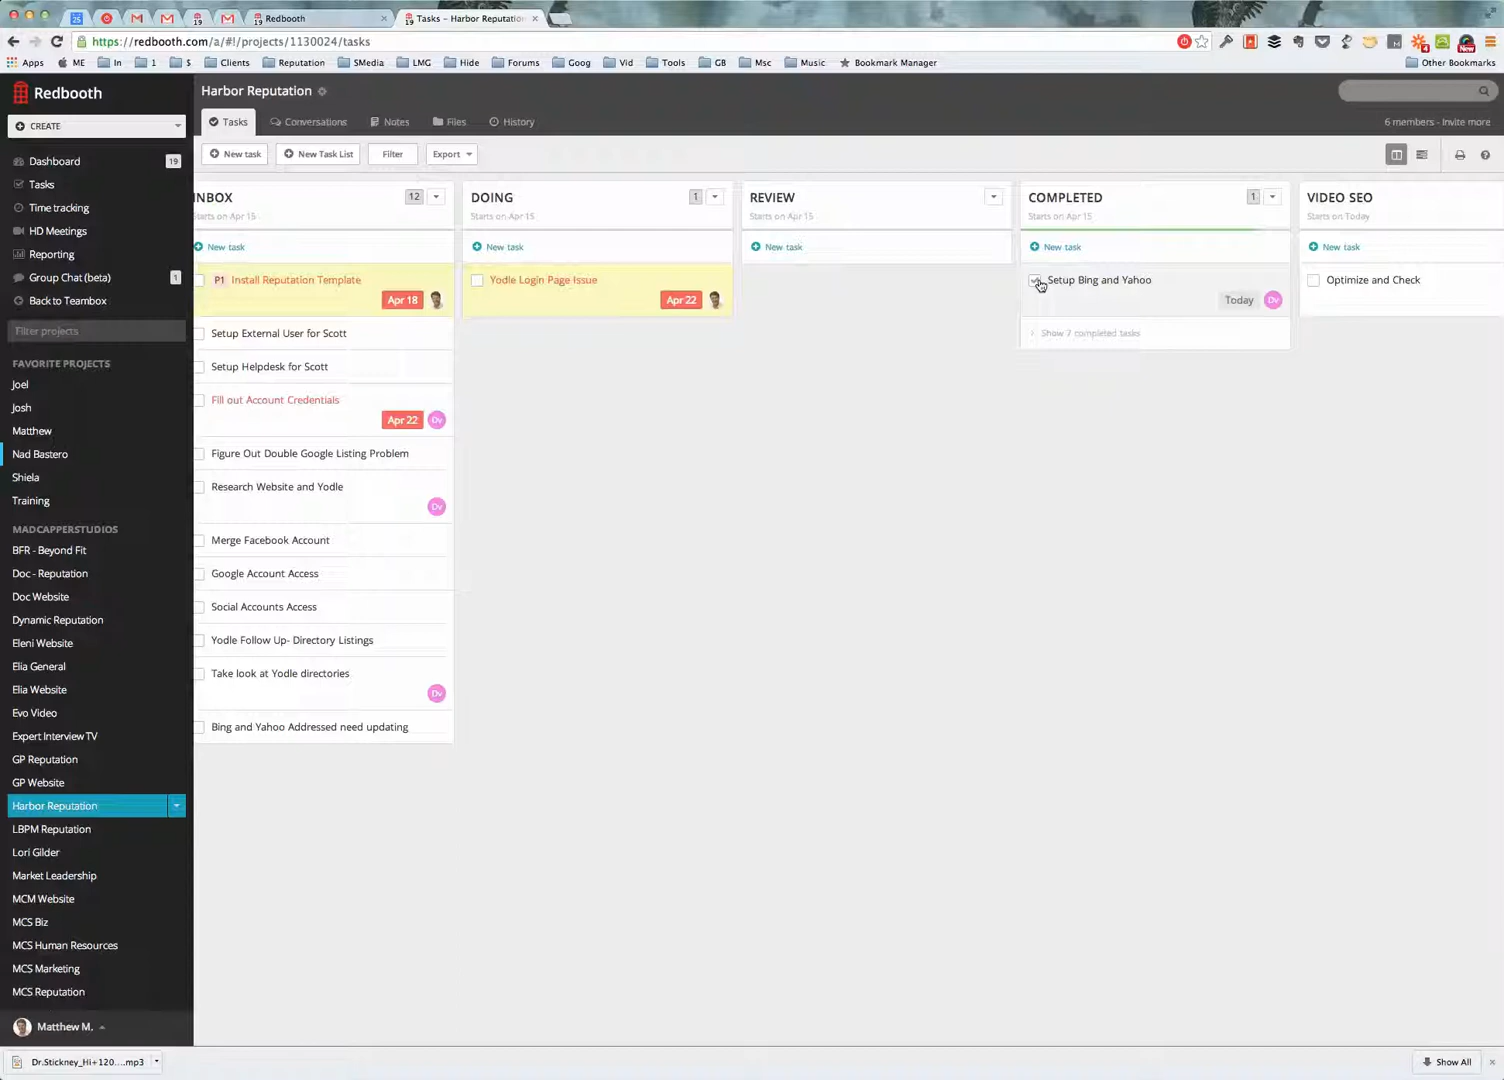 25
19
19 Redbooth
19 Tasks – Harbor Reputation
https://redbooth.com/a/#!/projects/1130024/tasks
4
New
Apps ME In 1 $ Clients Reputation SMedia LMG Hide Forums Goog Vid Tools GB Msc Music Bookmark Manager Other Bookmarks
Redbooth
CREATE
Dashboard 19
Tasks
Time tracking
HD Meetings
Reporting
Group Chat (beta) 1
Back to Teambox
Filter projects
FAVORITE PROJECTS
Joel
Josh
Matthew
Nad Bastero
Shiela
Training
MADCAPPERSTUDIOS
BFR - Beyond Fit
Doc - Reputation
Doc Website
Dynamic Reputation
Eleni Website
Elia General
Elia Website
Evo Video
Expert Interview TV
GP Reputation
GP Website
Harbor Reputation
LBPM Reputation
Lori Gilder
Market Leadership
MCM Website
MCS Biz
MCS Human Resources
MCS Marketing
MCS Reputation
Matthew M.
Harbor Reputation
Tasks Conversations Notes Files History
6 members - Invite more
New task New Task List Filter Export
INBOX 12
Starts on Apr 15
New task
P1 Install Reputation Template
Apr 18
Setup External User for Scott
Setup Helpdesk for Scott
Fill out Account Credentials
Apr 22 Dv
Figure Out Double Google Listing Problem
Research Website and Yodle
Dv
Merge Facebook Account
Google Account Access
Social Accounts Access
Yodle Follow Up- Directory Listings
Take look at Yodle directories
Dv
Bing and Yahoo Addressed need updating
DOING 1
Starts on Apr 15
New task
Yodle Login Page Issue
Apr 22
REVIEW
Starts on Apr 15
New task
COMPLETED 1
Starts on Apr 15
New task
Setup Bing and Yahoo
Today Dv
Show 7 completed tasks
VIDEO SEO
Starts on Today
New task
Optimize and Check
Dr.Stickney_Hi+120....mp3
Show All